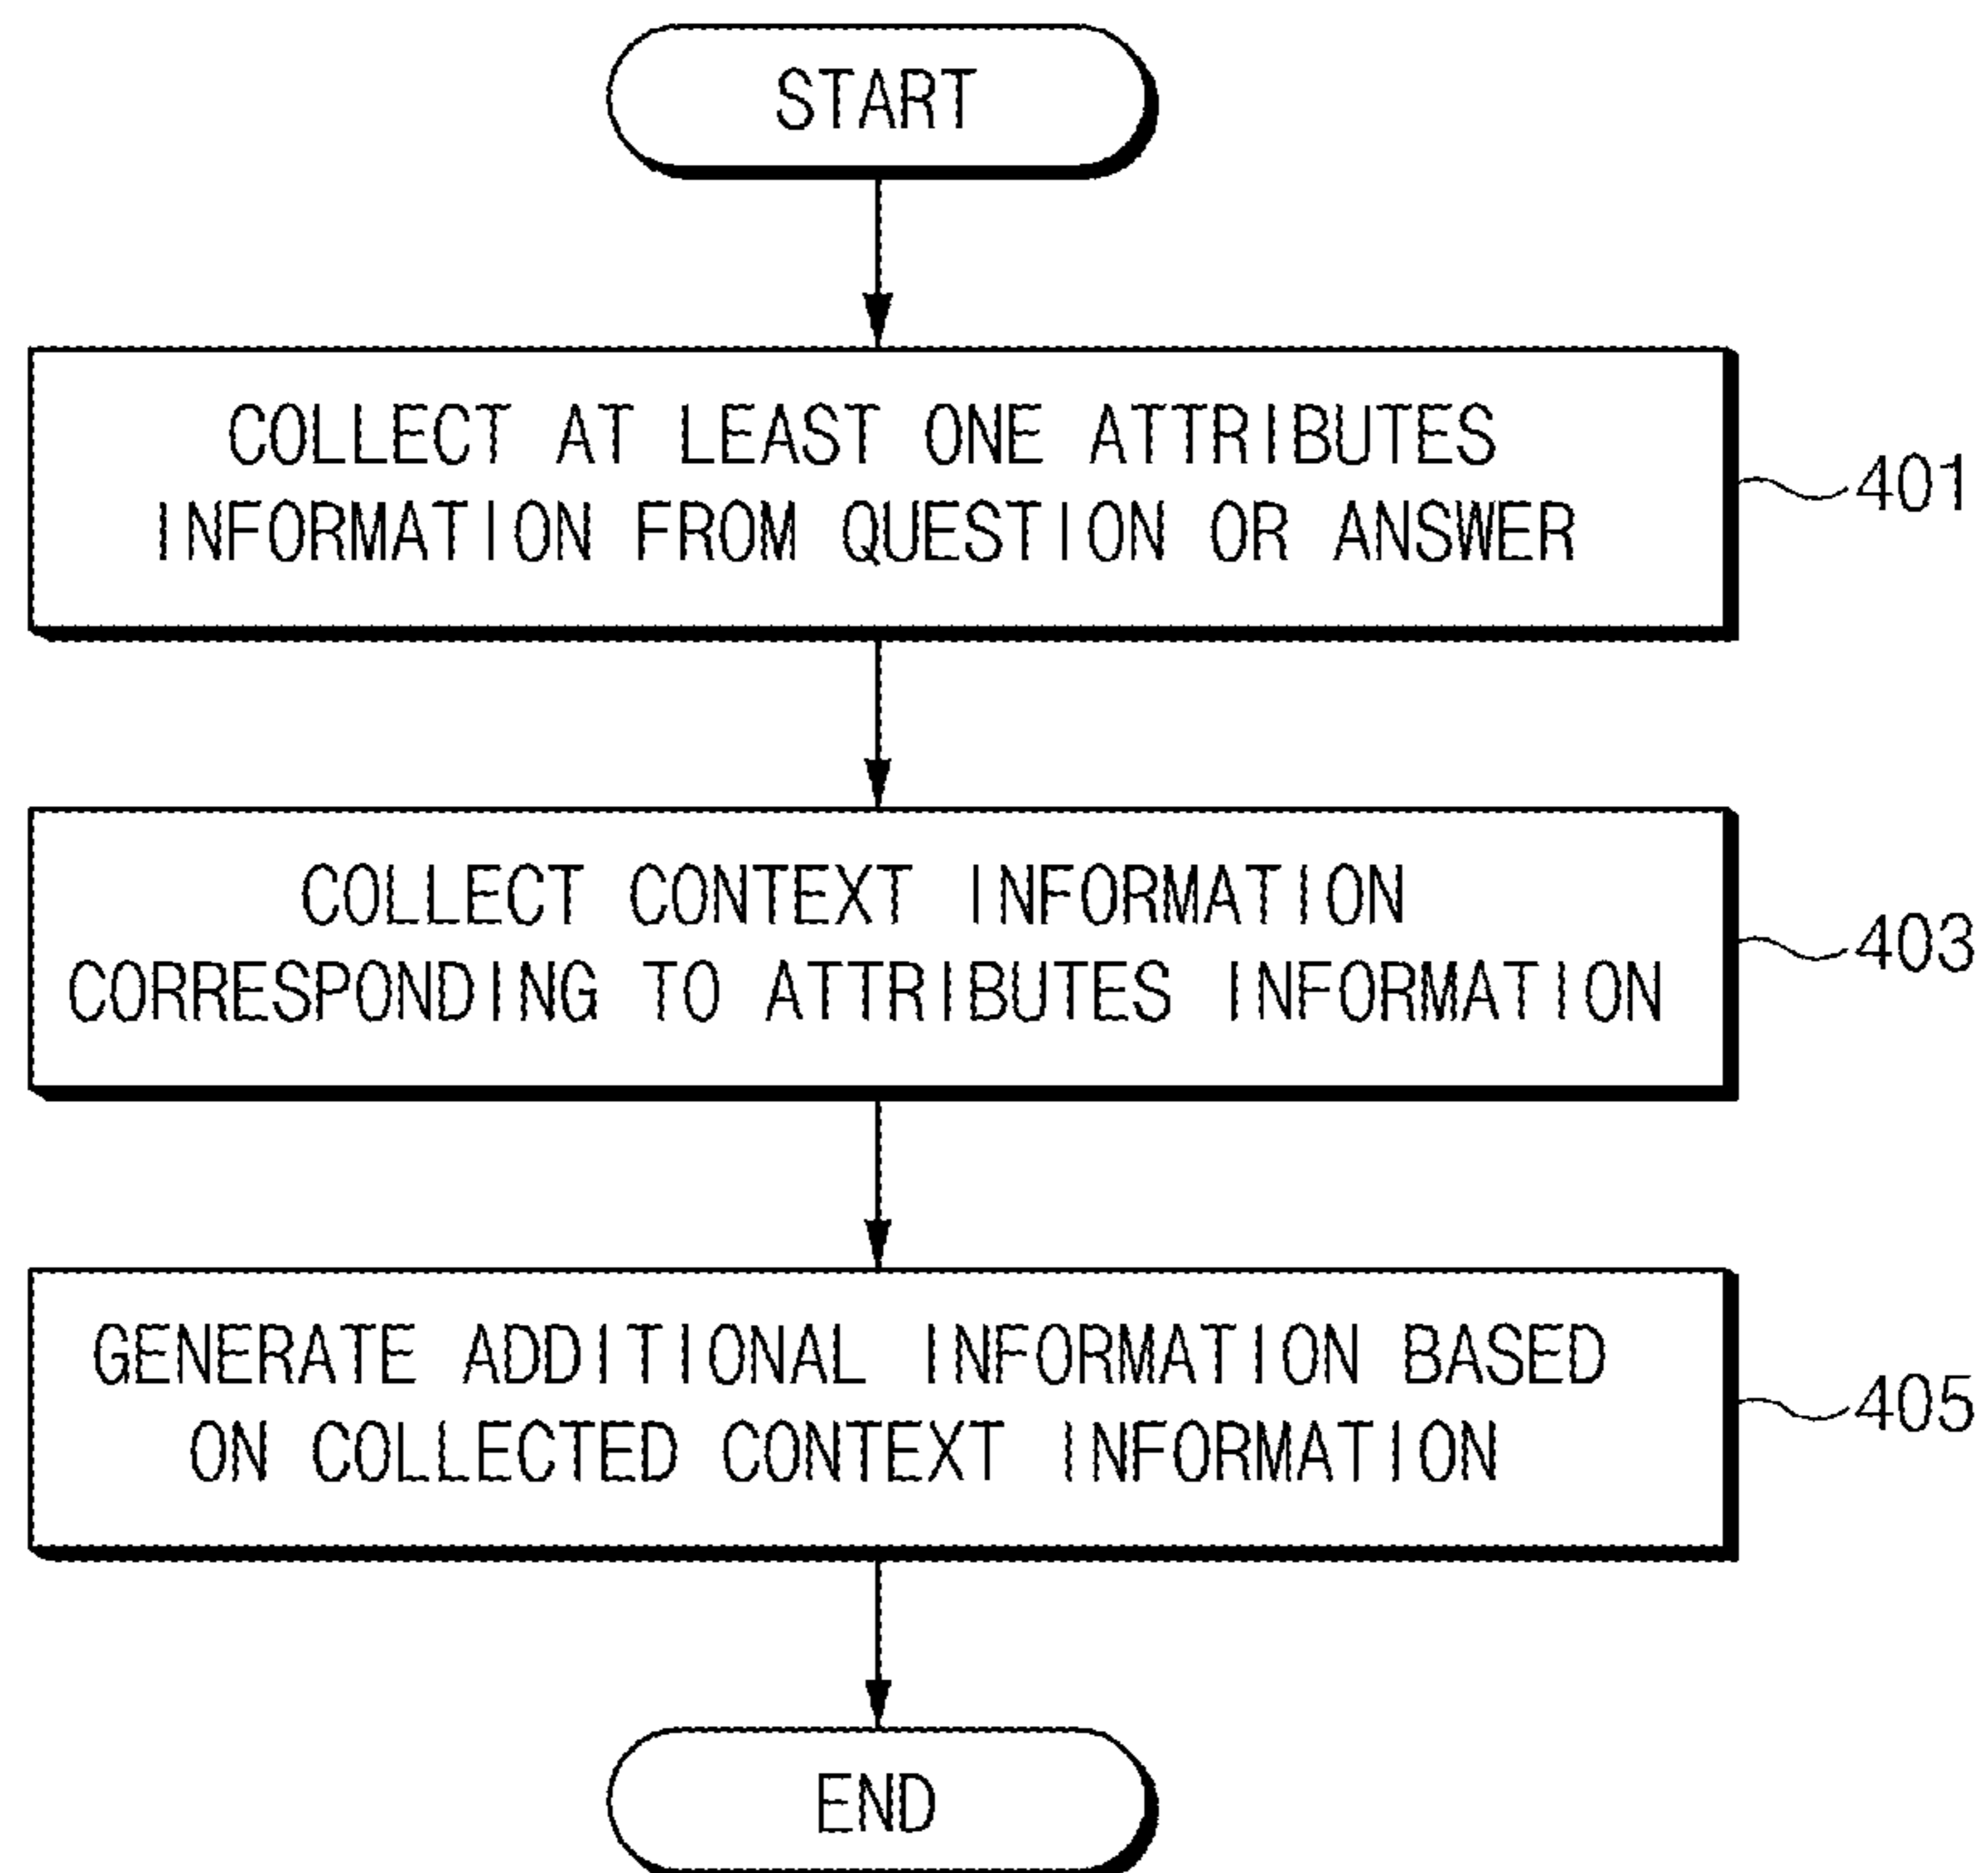 START
COLLECT AT LEAST ONE ATTRIBUTES
INFORMATION FROM QUESTION OR ANSWER
401
COLLECT CONTEXT INFORMATION
CORRESPONDING TO ATTRIBUTES INFORMATION
403
GENERATE ADDITIONAL INFORMATION BASED
ON COLLECTED CONTEXT INFORMATION
405
END